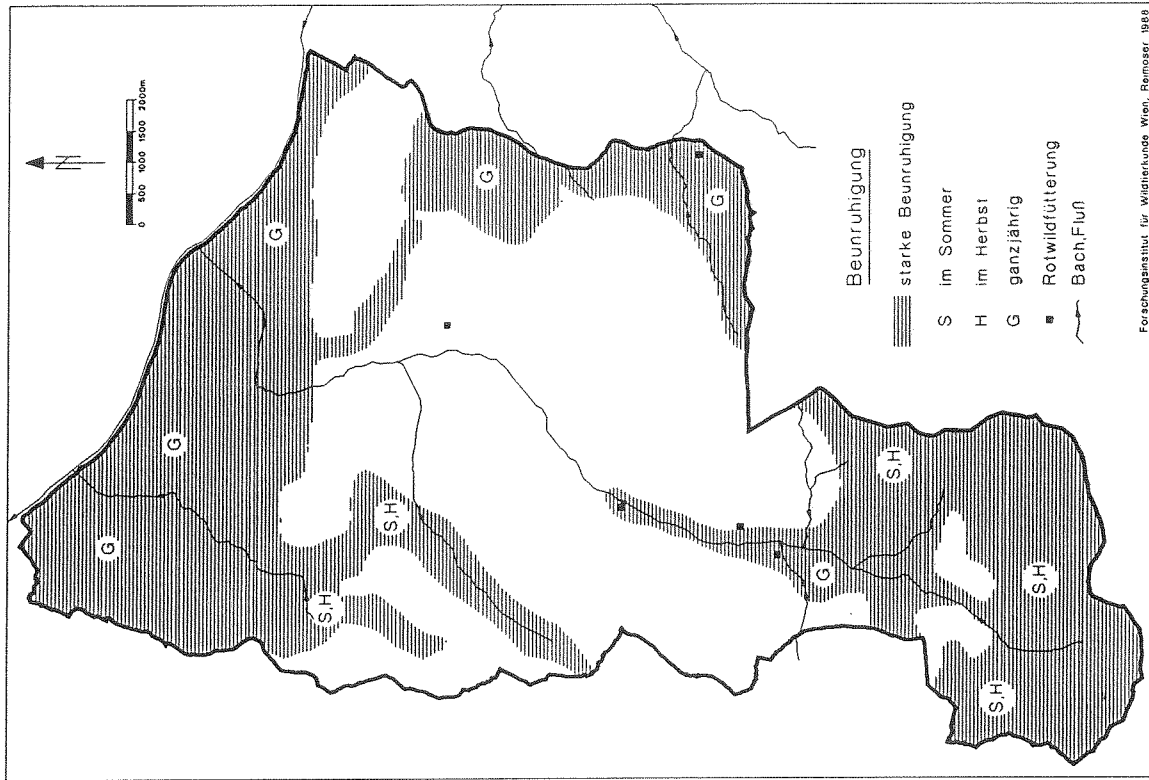 N
0 500 1000 1500 2000m
G
G
G
S,H
S,H
G
G
G
S,H
S,H
S,H
Beunruhigung
starke Beunruhigung
S im Sommer
H im Herbst
G ganzjährig
Rotwildfütterung
Bach,Fluß
Forschungsinstitut für Wildtierkunde Wien, Reimoser 1988